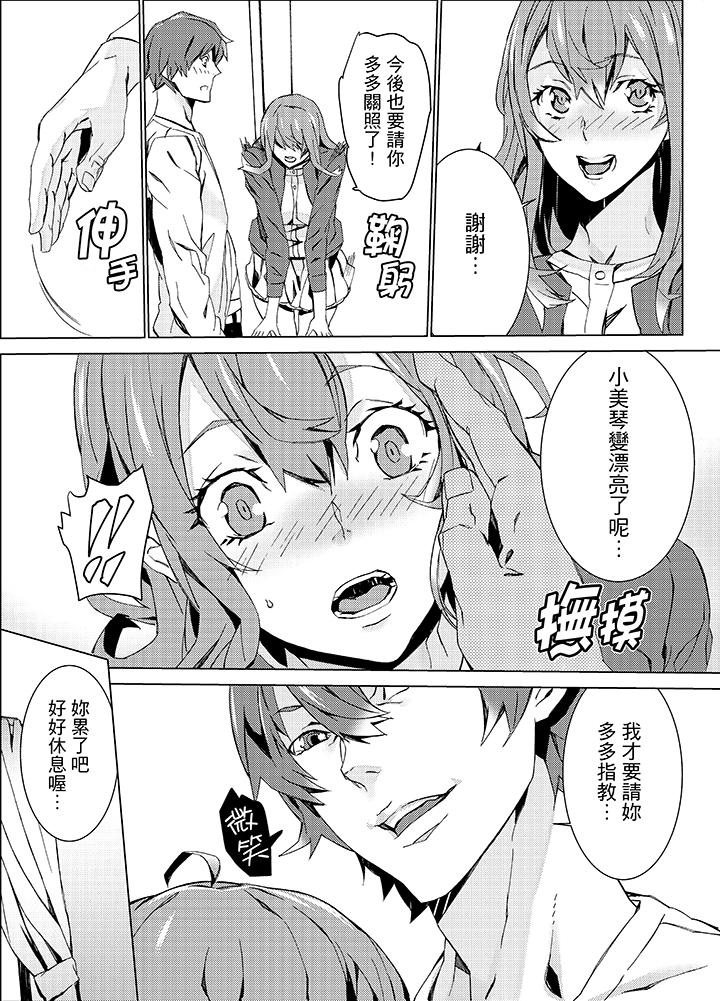 謝謝…
今後也要請你
多多關照了！
鞠躬
伸手
小美琴變漂亮了呢…
撫摸
我才要請妳
多多指教…
微笑
妳累了吧
好好休息喔…